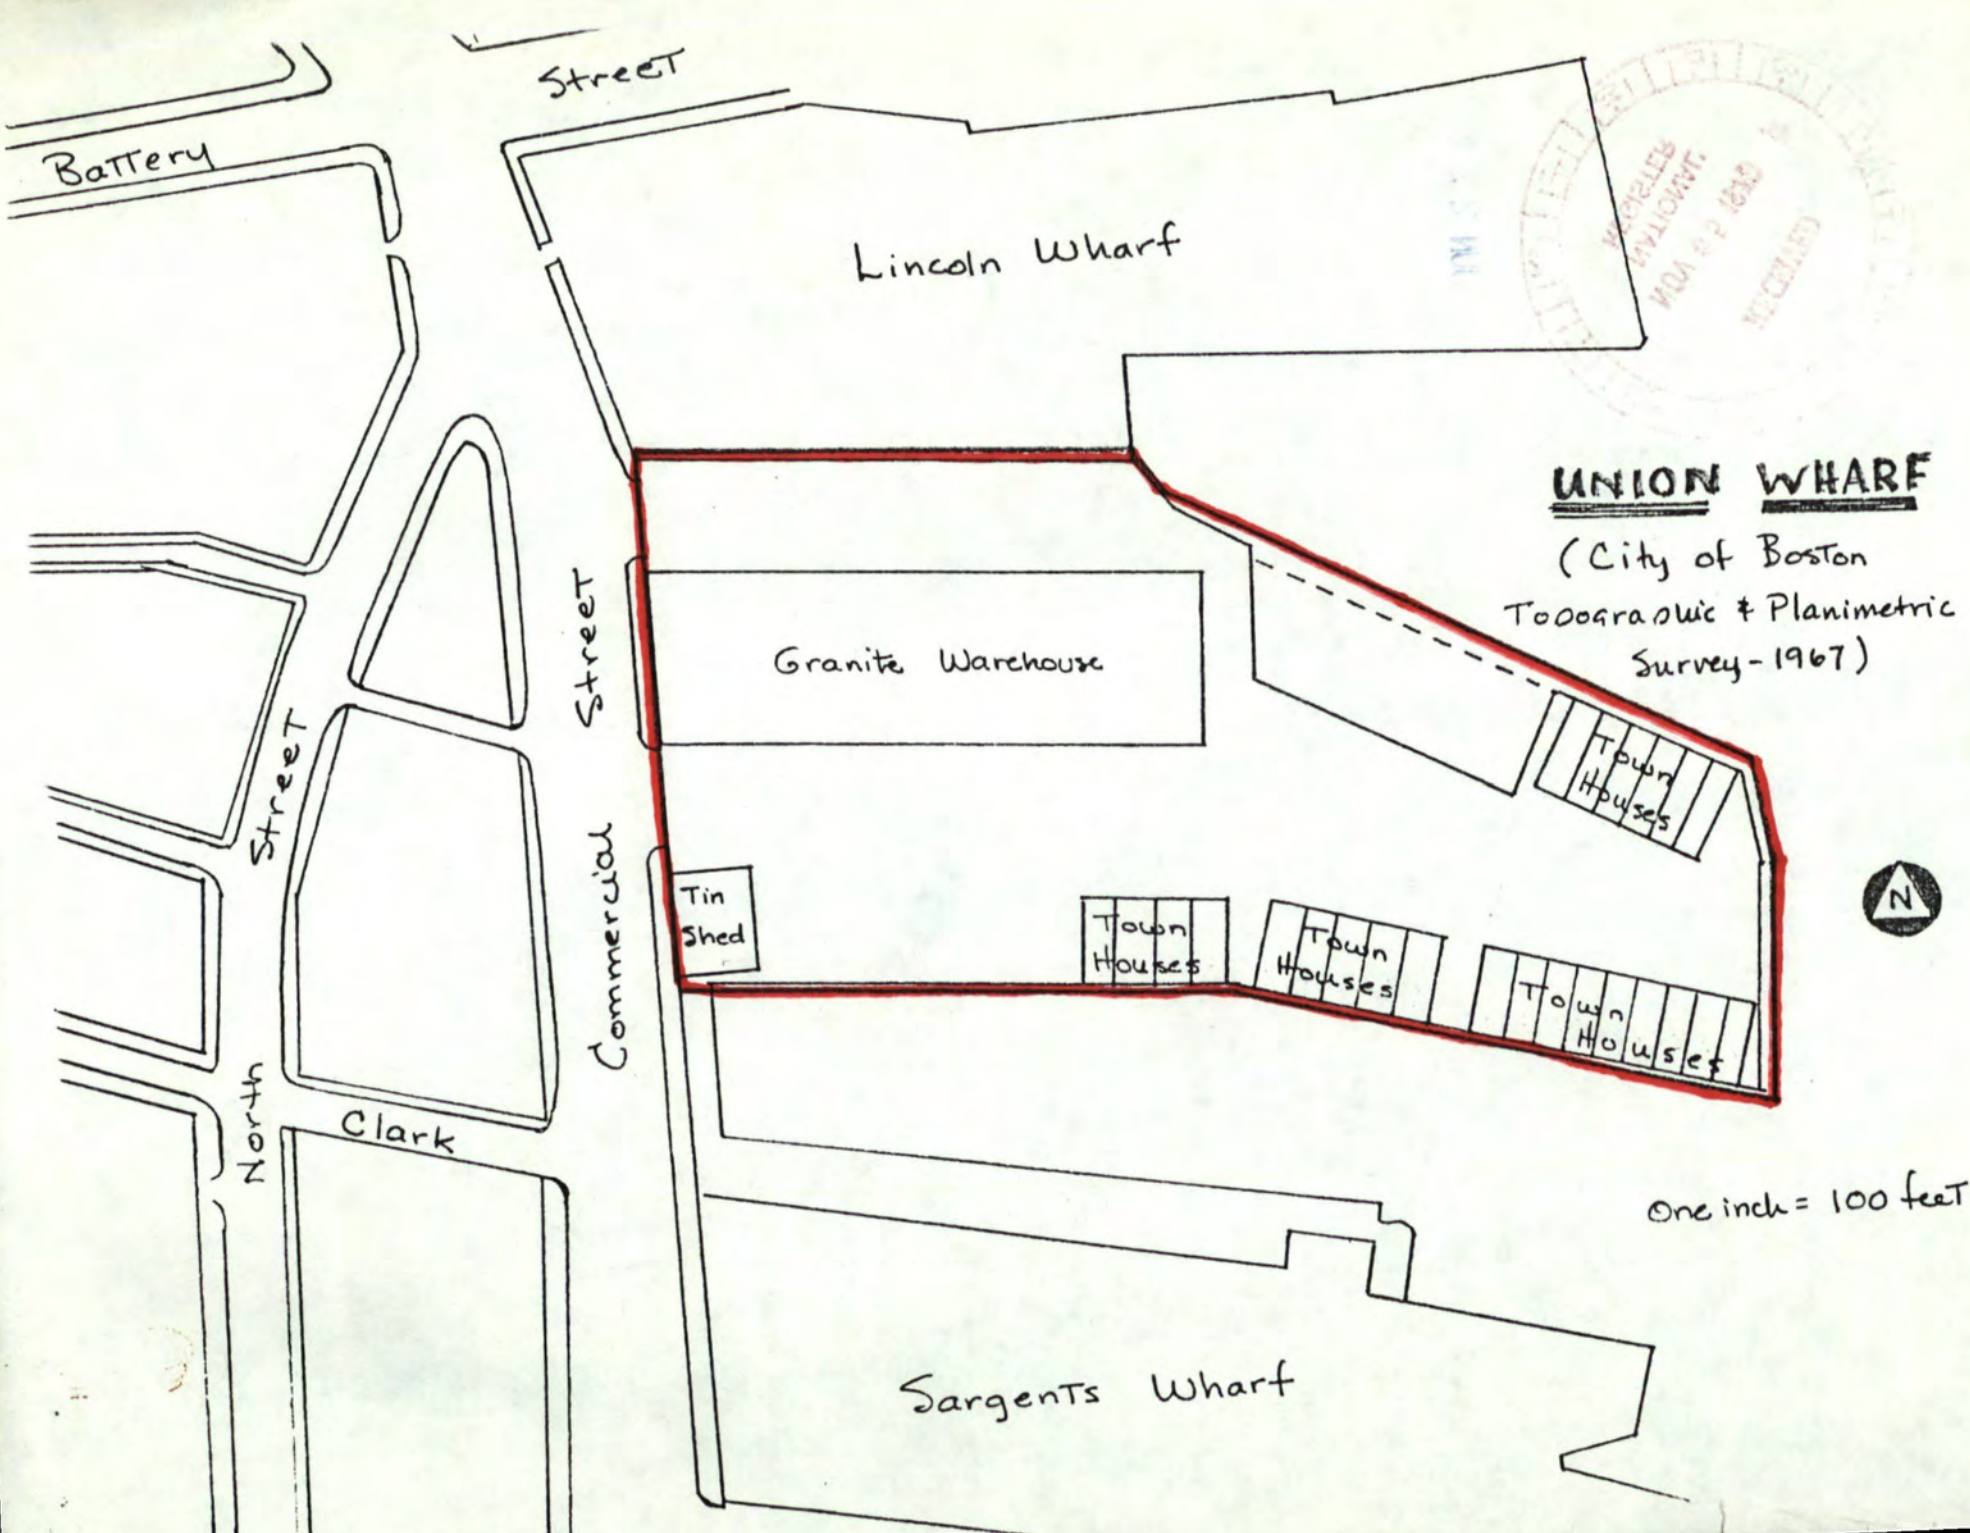 Street
Battery
Lincoln Wharf
UNION WHARF
(City of Boston
Topographic & Planimetric
Survey-1967)
Street
Granite Warehouse
Town
Houses
Street
Commercial
Tin
Shed
Town
Houses
Town
Houses
Town
Houses
N
North
Clark
One inch = 100 feet
Sargents Wharf